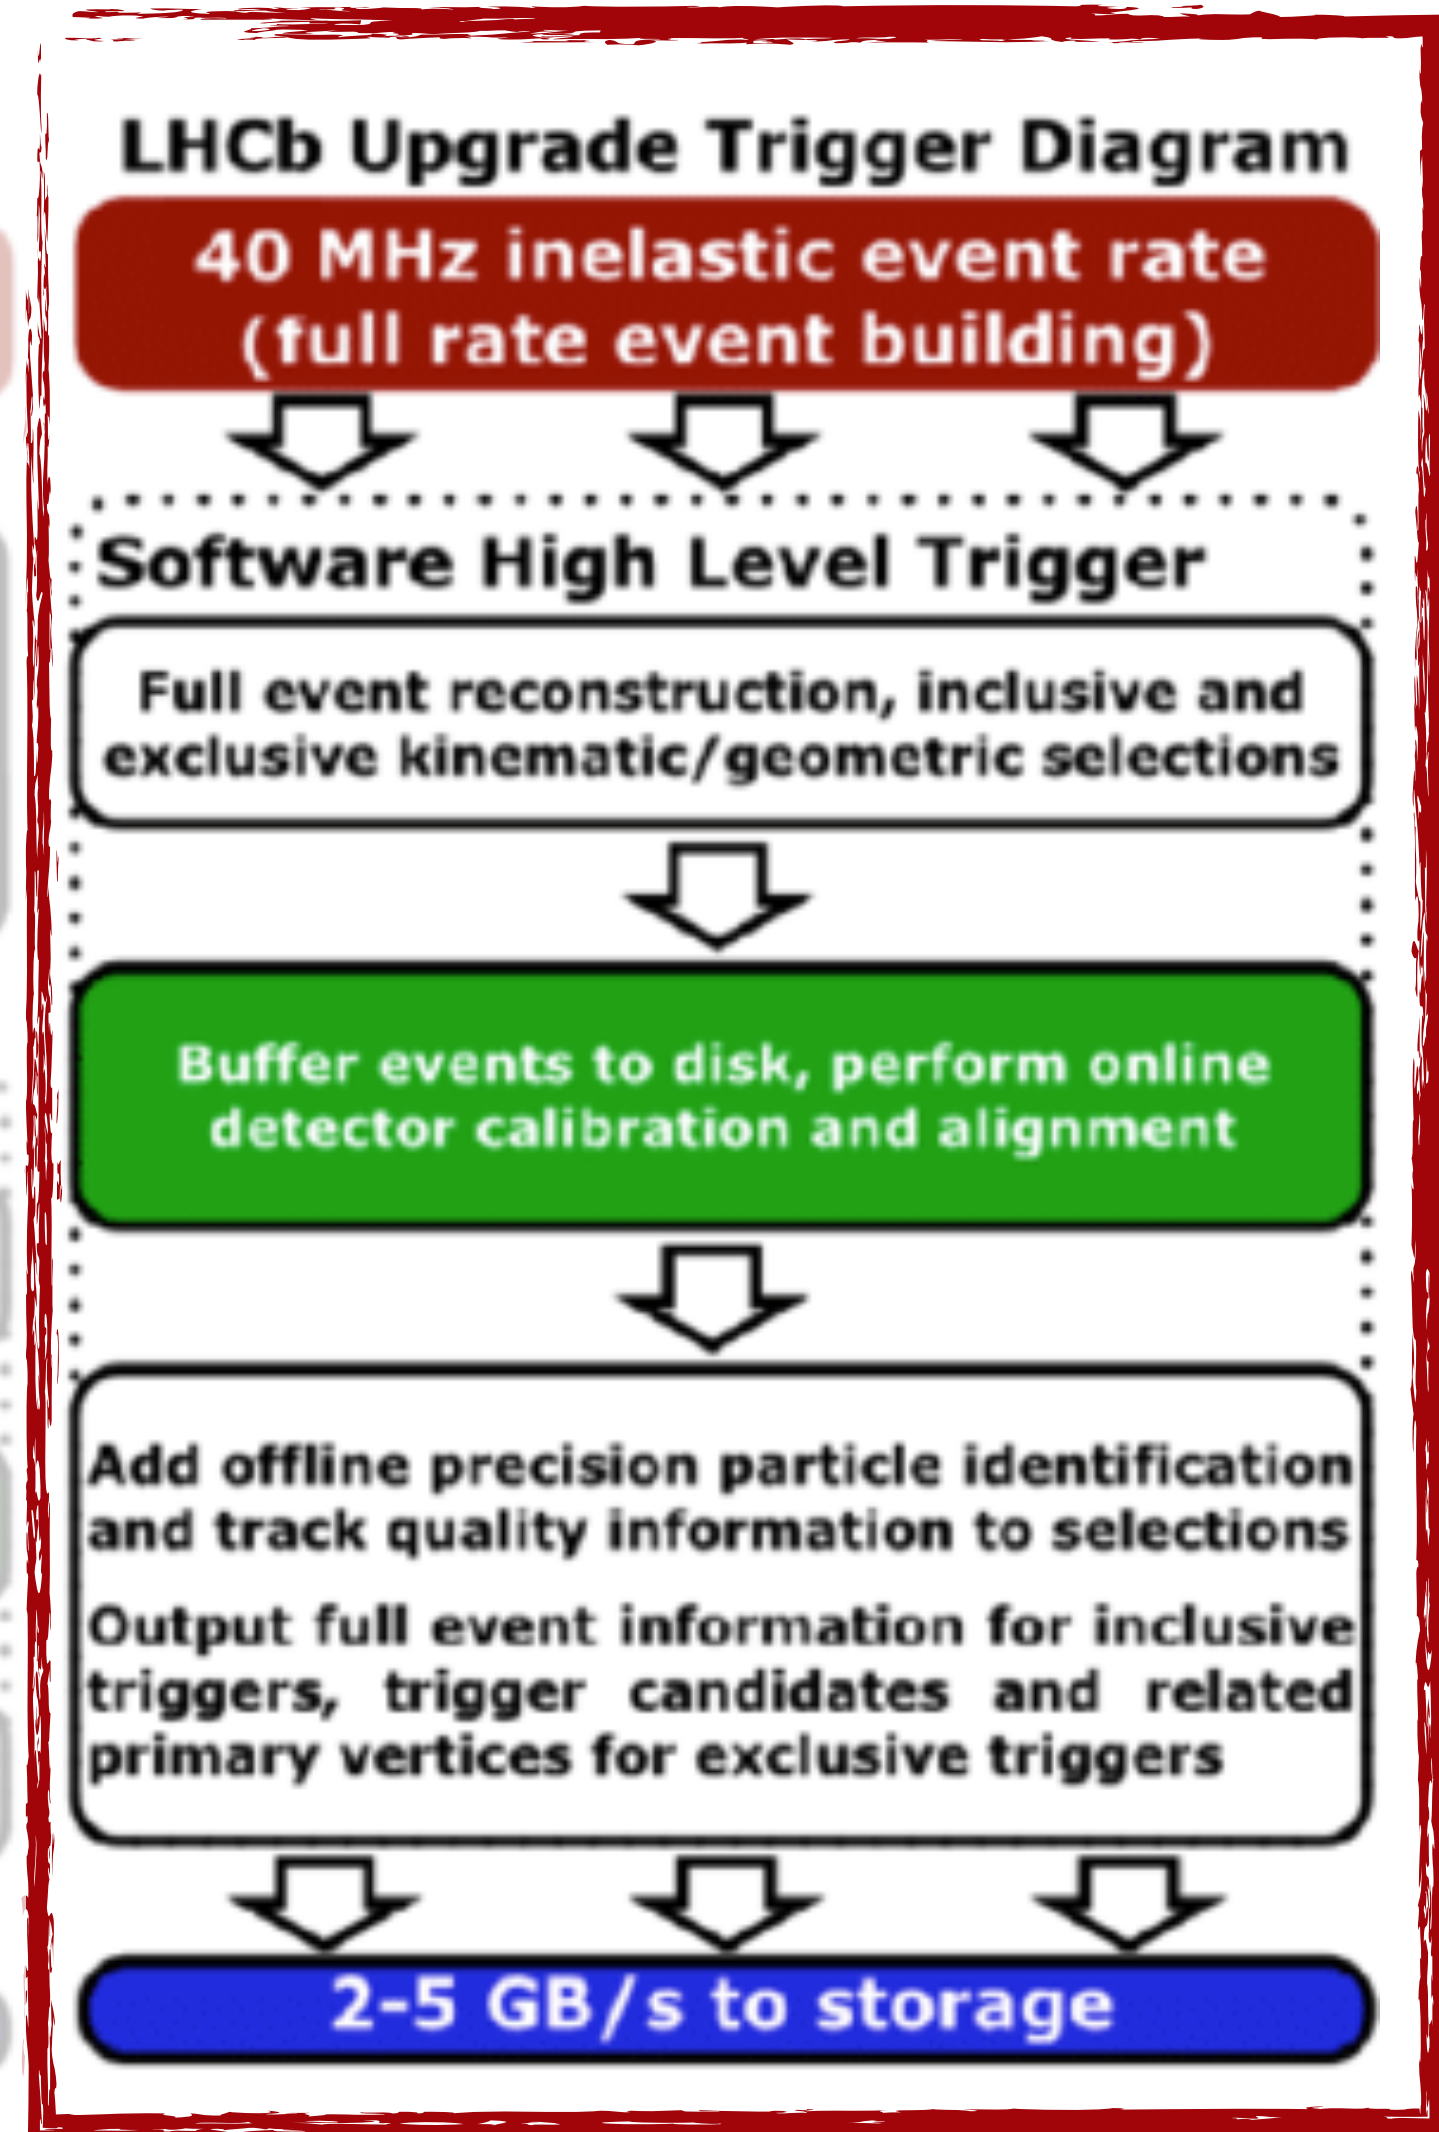 LHCb Upgrade Trigger Diagram
40 MHz inelastic event rate
(full rate event building)
Software High Level Trigger
Full event reconstruction, inclusive and
exclusive kinematic/geometric selections
Buffer events to disk, perform online
detector calibration and alignment
Add offline precision particle identification
and track quality information to selections
Output full event information for inclusive
triggers, trigger candidates and related
primary vertices for exclusive triggers
2-5 GB/s to storage